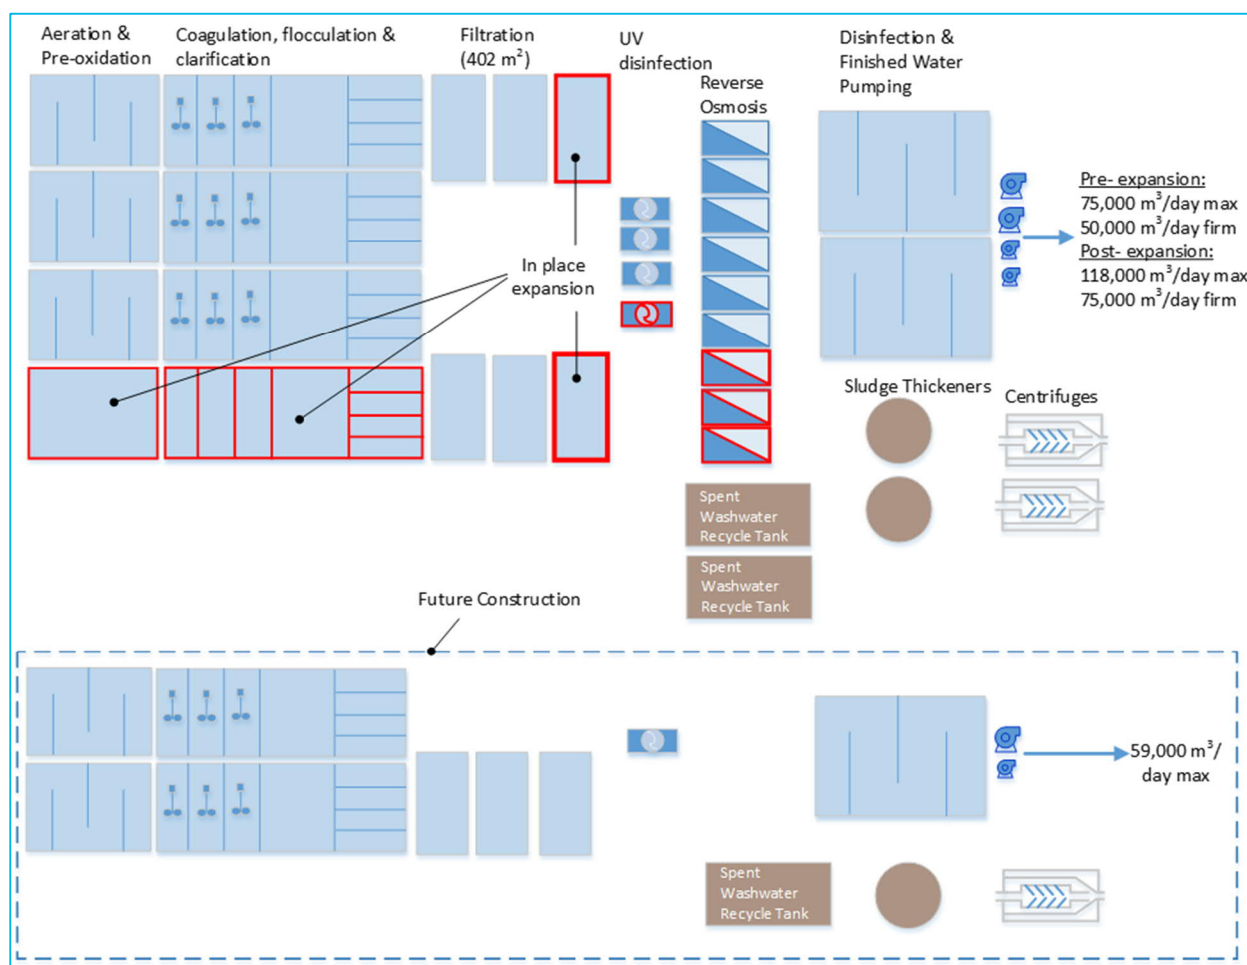 Aeration &
Pre-oxidation
Coagulation, flocculation &
clarification
Filtration
(402 m²)
UV
disinfection
Reverse
Osmosis
Disinfection &
Finished Water
Pumping
Pre- expansion:
75,000 m³/day max
50,000 m³/day firm
Post- expansion:
118,000 m³/day max
75,000 m³/day firm
In place
expansion
Sludge Thickeners
Centrifuges
Spent
Washwater
Recycle Tank
Spent
Washwater
Recycle Tank
Future Construction
59,000 m³/
day max
Spent
Washwater
Recycle Tank